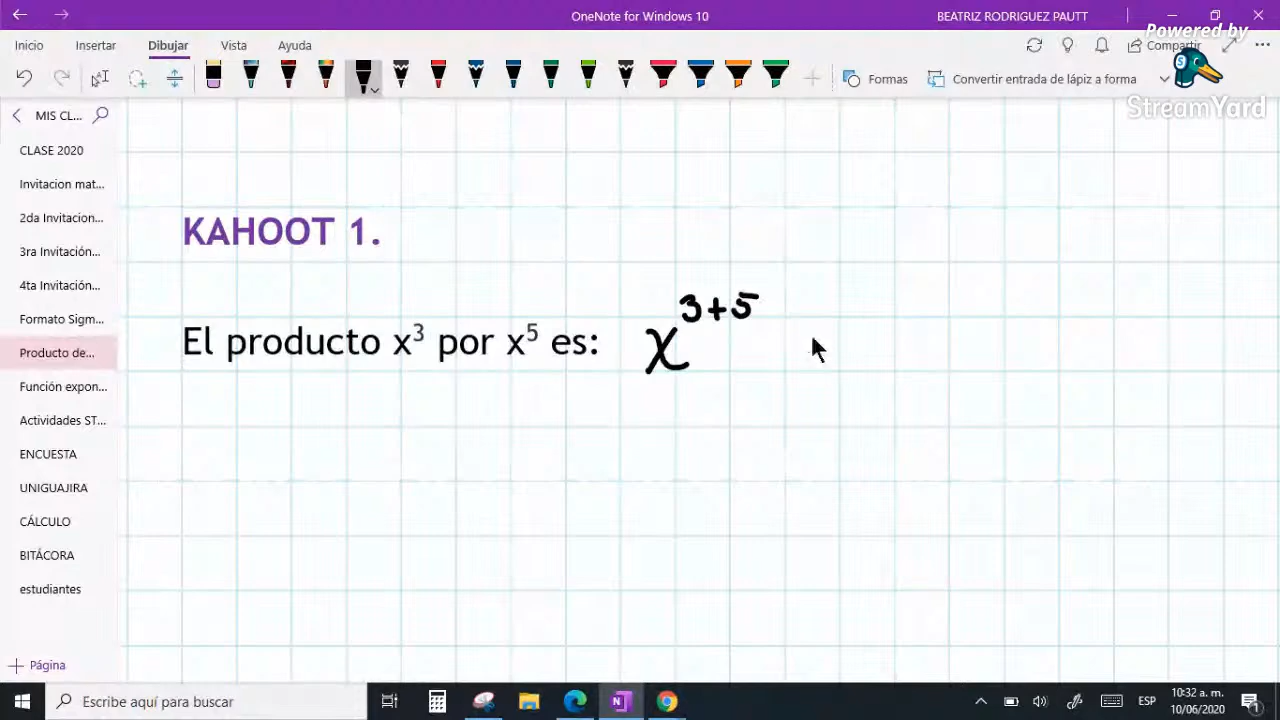 OneNote for Windows 10
BEATRIZ RODRIGUEZ PAUTT
Powered by
Inicio Insertar Dibujar Vista Ayuda Compartir
Formas Convertir entrada de lápiz a forma
StreamYard
MIS CL...
CLASE 2020
Invitacion mat...
2da Invitacion...
3ra Invitación...
4ta Invitación...
to Sigm...
Producto de...
Función expon...
Actividades ST...
ENCUESTA
UNIGUAJIRA
CÁLCULO
BITÁCORA
estudiantes
Página
KAHOOT 1.
El producto x³ por x⁵ es: x³⁺⁵
Escribe aquí para buscar
ESP
10:32 a. m.
10/06/2020
1